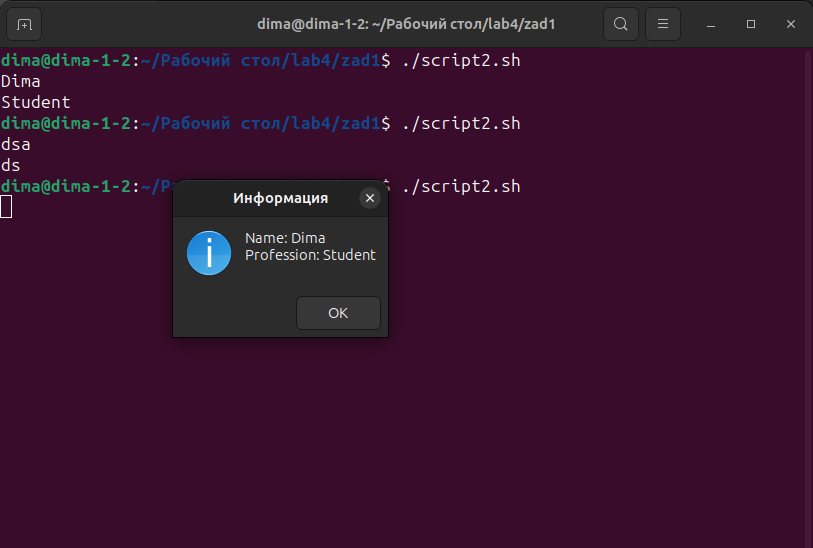 dima@dima-1-2: ~/Рабочий стол/lab4/zad1
dima@dima-1-2:~/Рабочий стол/lab4/zad1$ ./script2.sh
Dima
Student
dima@dima-1-2:~/Рабочий стол/lab4/zad1$ ./script2.sh
dsa
ds
dima@dima-1-2:~/Р $ ./script2.sh
Информация
Name: Dima
Profession: Student
OK